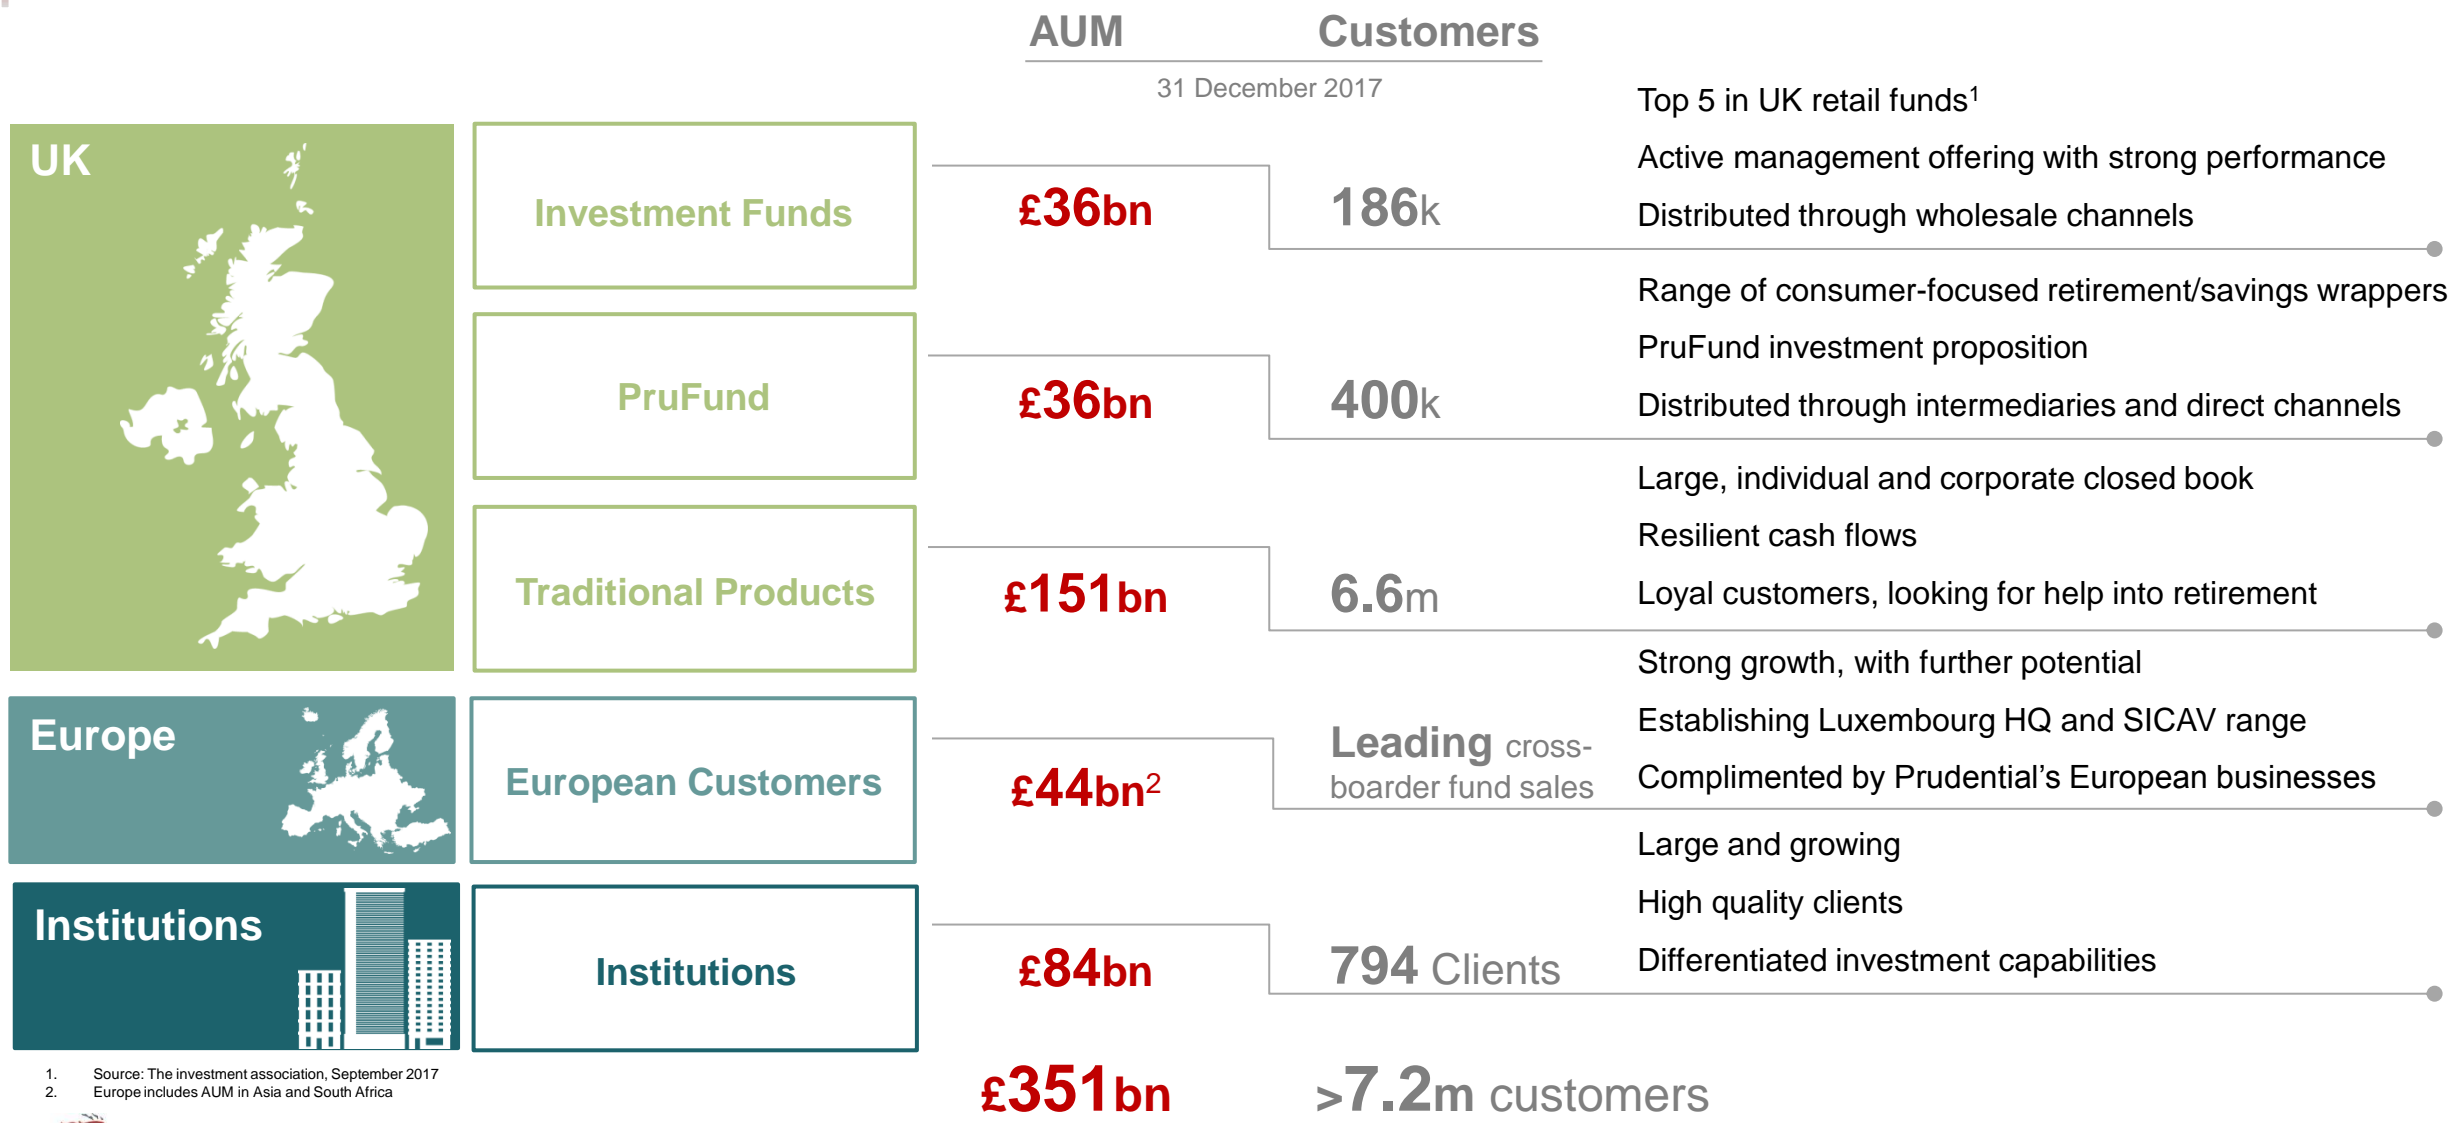 AUM Customers
31 December 2017
UK
Investment Funds
£36bn
186k
Top 5 in UK retail funds1
Active management offering with strong performance
Distributed through wholesale channels
PruFund
£36bn
400k
Range of consumer-focused retirement/savings wrappers
PruFund investment proposition
Distributed through intermediaries and direct channels
Traditional Products
£151bn
6.6m
Large, individual and corporate closed book
Resilient cash flows
Loyal customers, looking for help into retirement
Europe
European Customers
£44bn2
Leading cross-
boarder fund sales
Strong growth, with further potential
Establishing Luxembourg HQ and SICAV range
Complimented by Prudential’s European businesses
Institutions
Institutions
£84bn
794 Clients
Large and growing
High quality clients
Differentiated investment capabilities
£351bn
>7.2m customers
1. Source: The investment association, September 2017
2. Europe includes AUM in Asia and South Africa